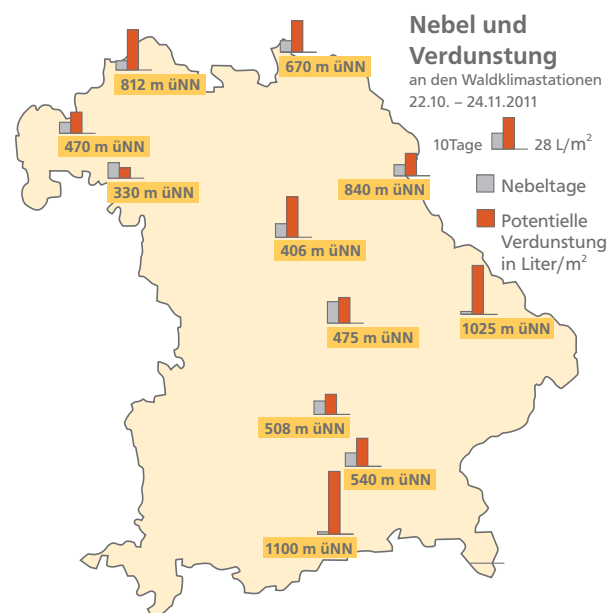 Nebel und
Verdunstung
an den Waldklimastationen
22.10. – 24.11.2011
10Tage 28 L/m²
Nebeltage
Potentielle
Verdunstung
in Liter/m²
812 m üNN
670 m üNN
470 m üNN
330 m üNN
840 m üNN
406 m üNN
475 m üNN
1025 m üNN
508 m üNN
540 m üNN
1100 m üNN